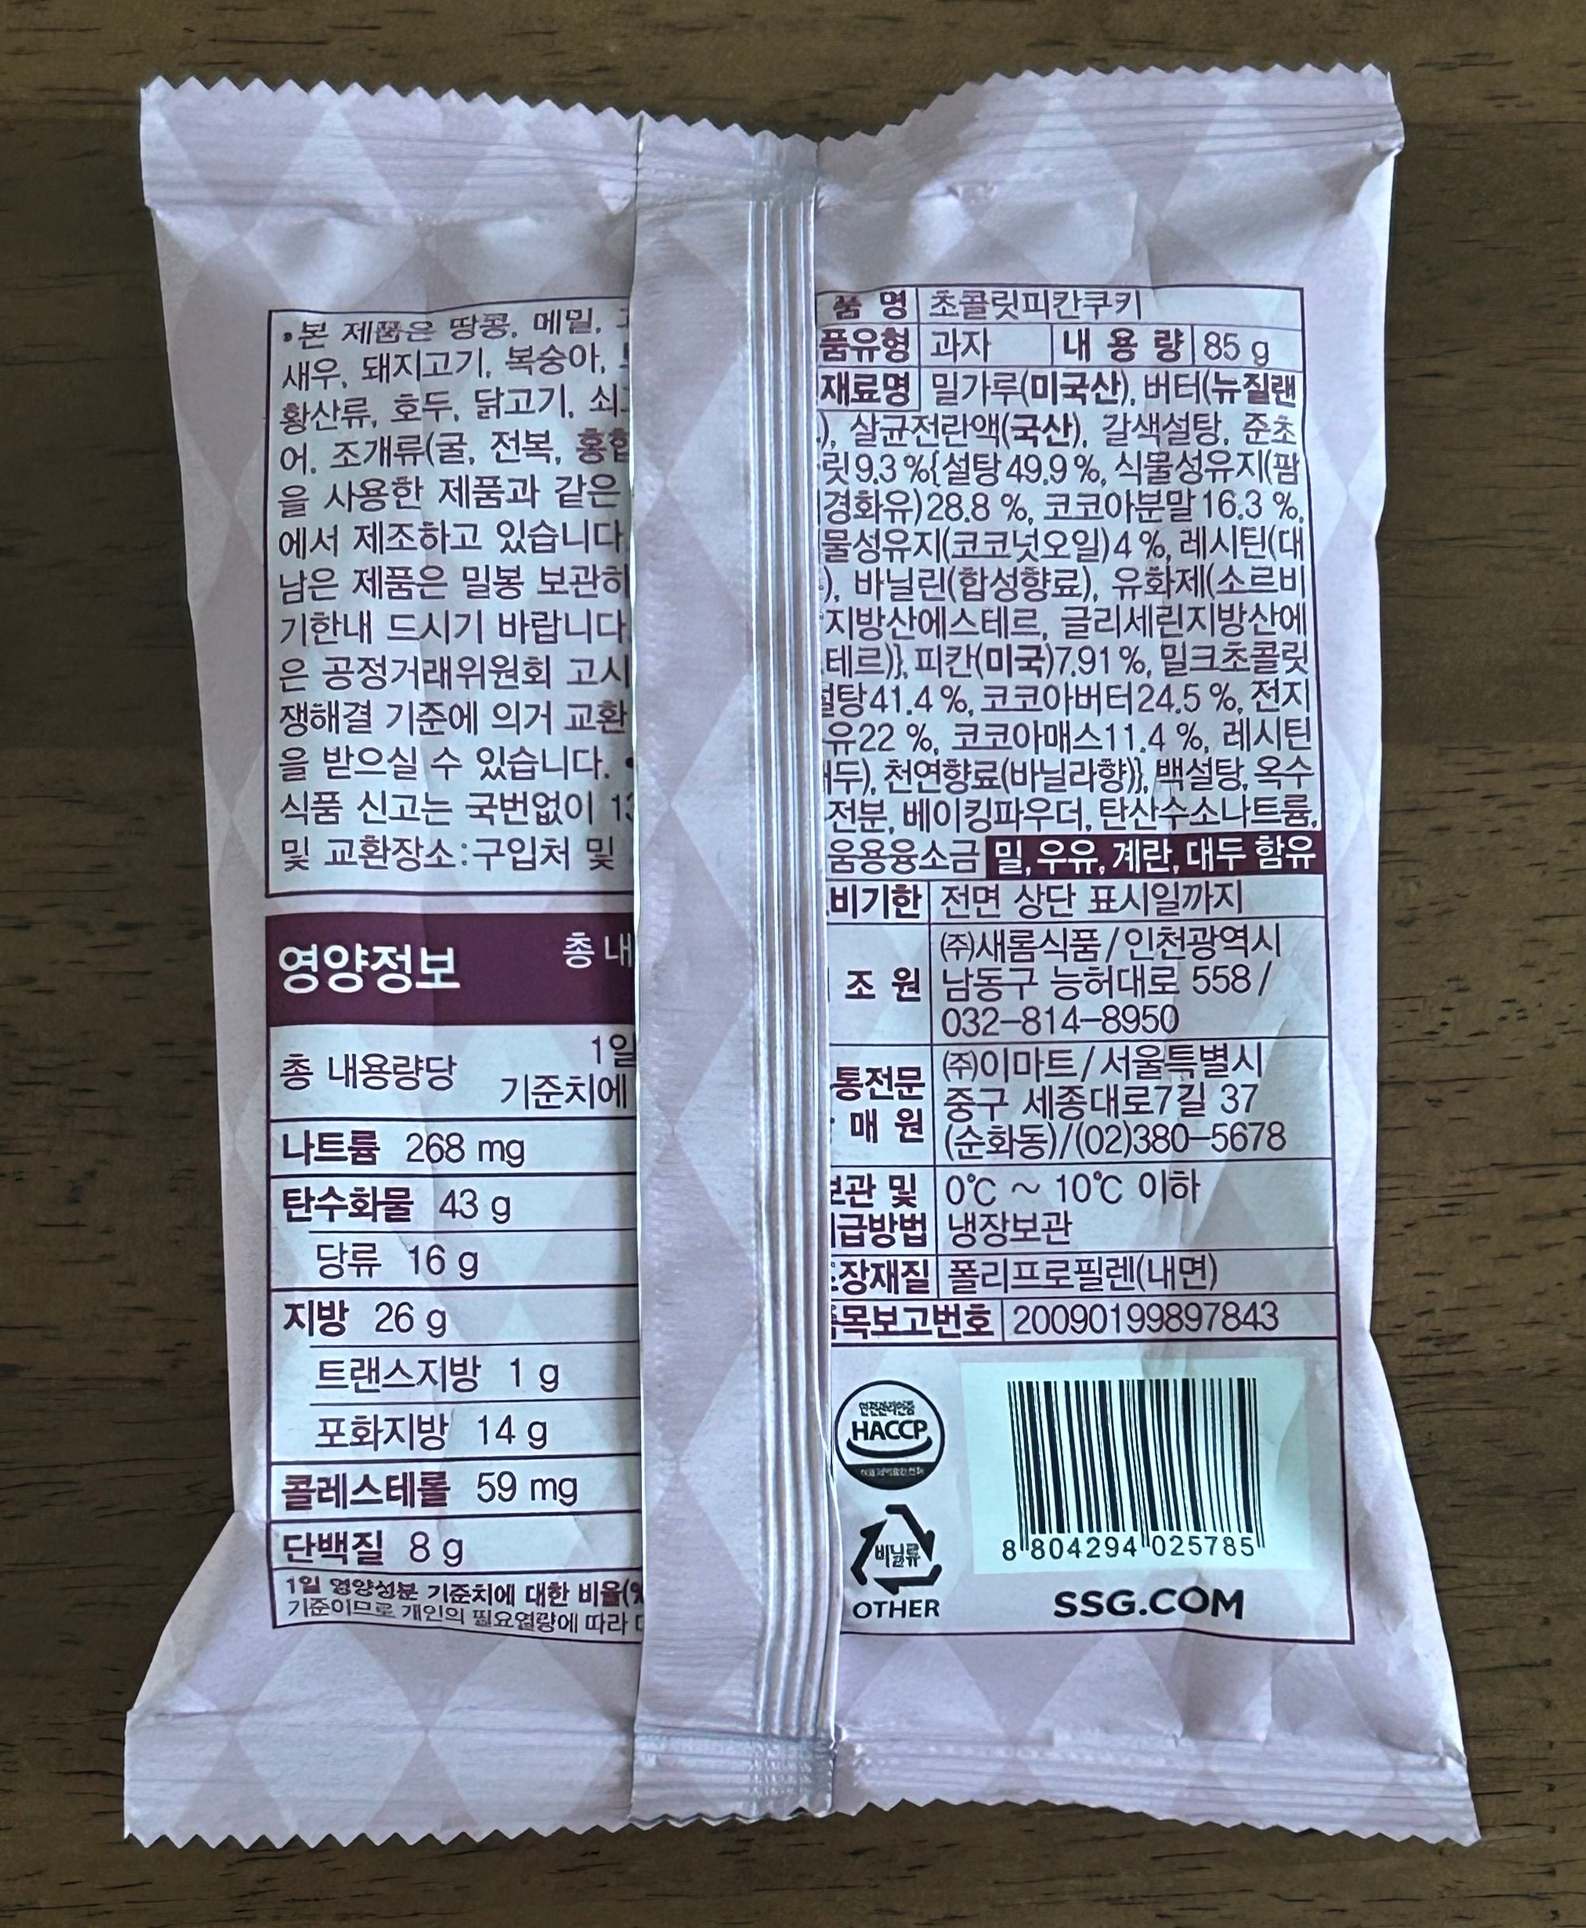 •본 제품은 땅콩, 메밀,
새우, 돼지고기, 복숭아,
황산류, 호두, 닭고기,
어, 조개류(굴, 전복,
을 사용한 제품과 같은
에서 제조하고 있습니다
남은 제품은 밀봉
기한내 드시기 바랍니다
은 공정거래위원회 고시
쟁해결 기준에 의거 교환
을 받으실 수 있습니다. •
식품 신고는 국번없이
및 교환장소:구입처 및
영양정보 총 내
총 내용량당
1일
기준치에
나트륨 268 mg
탄수화물 43 g
당류 16 g
지방 26 g
트랜스지방 1 g
포화지방 14 g
콜레스테롤 59 mg
단백질 8 g
1일 영양성분 기준치에 대한 비율(%
기준이므로 개인의 필요열량에 따라
품 명 초콜릿피칸쿠키
품유형 과자 내 용 량 85 g
재료명 밀가루(미국산), 버터(뉴질랜
), 살균전란액(국산), 갈색설탕, 준초
릿9.3 %{설탕49.9 %, 식물성유지(팜
경화유)28.8 %, 코코아분말16.3 %,
물성유지(코코넛오일)4 %, 레시틴(대
), 바닐린(합성향료), 유화제(소르비
지방산에스테르, 글리세린지방산에
테르)}, 피칸(미국)7.91 %, 밀크초콜릿
설탕41.4 %, 코코아버터24.5 %, 전지
유22 %, 코코아매스11.4 %, 레시틴
두), 천연향료(바닐라향)}, 백설탕, 옥수
전분, 베이킹파우더, 탄산수소나트륨,
움용융소금 밀, 우유, 계란, 대두 함유
비기한 전면 상단 표시일까지
조 원 (주)새롬식품/인천광역시
남동구 능허대로 558/
032-814-8950
통전문
매 원
(주)이마트/서울특별시
중구 세종대로7길 37
(순화동)/(02)380-5678
보관 및 0℃ ~ 10℃ 이하
급방법 냉장보관
장재질 폴리프로필렌(내면)
목보고번호 20090199897843
안전관리인증
HACCP
비닐류
OTHER
8 804294 025785
SSG.COM